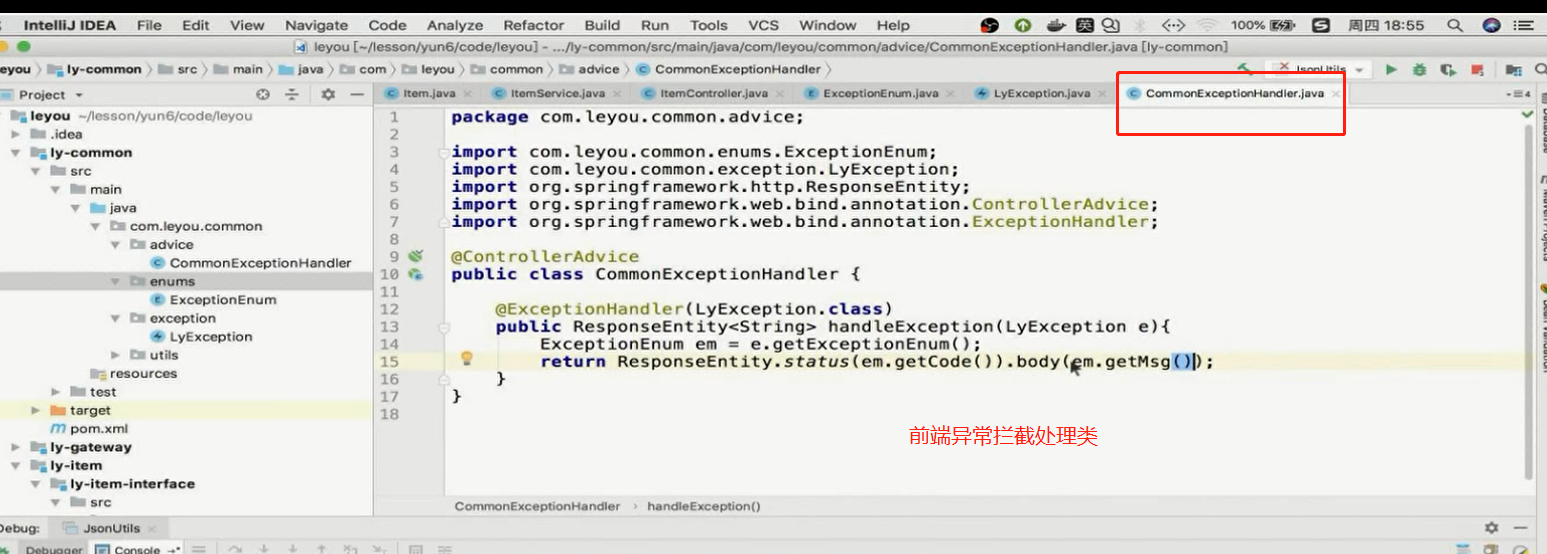 IntelliJ IDEA File Edit View Navigate Code Analyze Refactor Build Run Tools VCS Window Help 英 100% 周四 18:55
leyou [~/lesson/yun6/code/leyou] - .../ly-common/src/main/java/com/leyou/common/advice/CommonExceptionHandler.java [ly-common]
eyou ly-common src main java com leyou common advice CommonExceptionHandler JsonUtils
Project Item.java ItemService.java ItemController.java ExceptionEnum.java LyException.java CommonExceptionHandler.java
leyou ~/lesson/yun6/code/leyou
.idea
ly-common
src
main
java
com.leyou.common
advice
CommonExceptionHandler
enums
ExceptionEnum
exception
LyException
utils
resources
test
target
pom.xml
ly-gateway
ly-item
ly-item-interface
src
1 package com.leyou.common.advice;
2
3 import com.leyou.common.enums.ExceptionEnum;
4 import com.leyou.common.exception.LyException;
5 import org.springframework.http.ResponseEntity;
6 import org.springframework.web.bind.annotation.ControllerAdvice;
7 import org.springframework.web.bind.annotation.ExceptionHandler;
8
9 @ControllerAdvice
10 public class CommonExceptionHandler {
11
12 @ExceptionHandler(LyException.class)
13 public ResponseEntity<String> handleException(LyException e){
14 ExceptionEnum em = e.getExceptionEnum();
15 return ResponseEntity.status(em.getCode()).body(em.getMsg());
16 }
17 }
18
前端异常拦截处理类
CommonExceptionHandler › handleException()
Debug: JsonUtils
Debugger Console